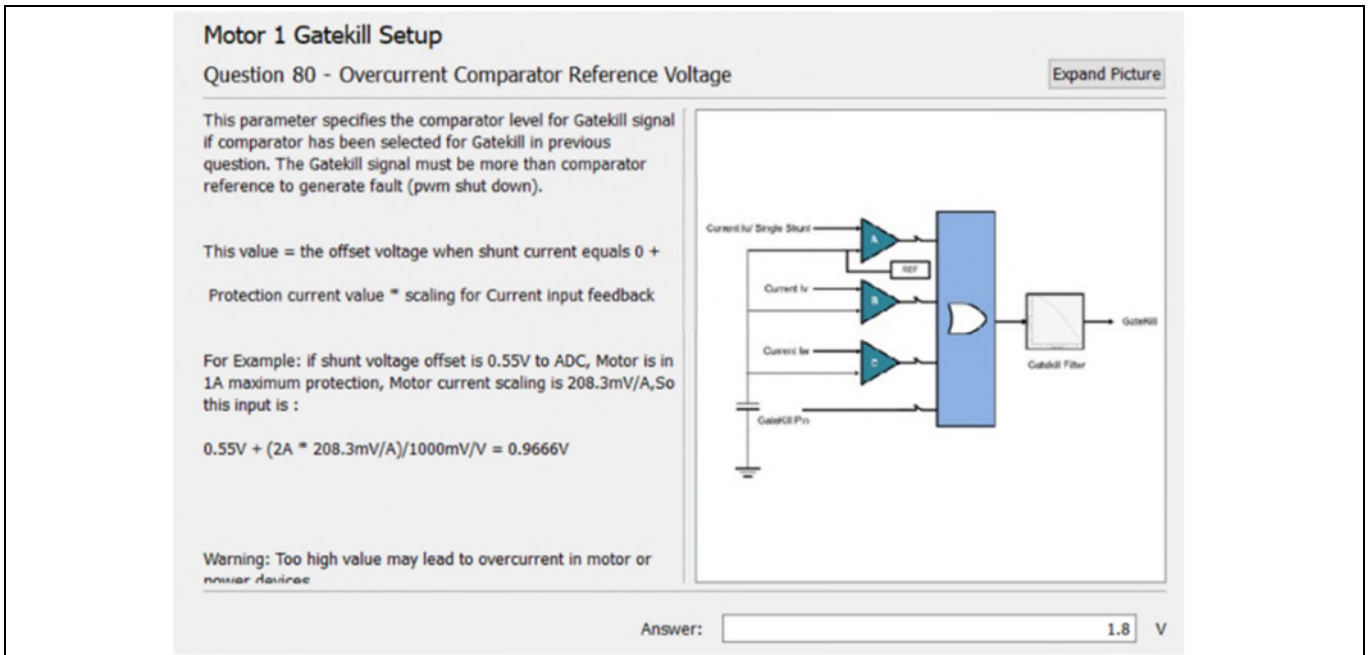 Motor 1 Gatekill Setup
Question 80 - Overcurrent Comparator Reference Voltage
Expand Picture
This parameter specifies the comparator level for Gatekill signal
if comparator has been selected for Gatekill in previous
question. The Gatekill signal must be more than comparator
reference to generate fault (pwm shut down).
This value = the offset voltage when shunt current equals 0 +
Protection current value * scaling for Current input feedback
For Example: if shunt voltage offset is 0.55V to ADC, Motor is in
1A maximum protection, Motor current scaling is 208.3mV/A,So
this input is :
0.55V + (2A * 208.3mV/A)/1000mV/V = 0.9666V
Warning: Too high value may lead to overcurrent in motor or
power devices
Current Iu/ Single Shunt
A
REF
Current Iv
B
Current Iw
C
GateKill Pin
GateKill
Gatekill Filter
Answer:
1.8 V